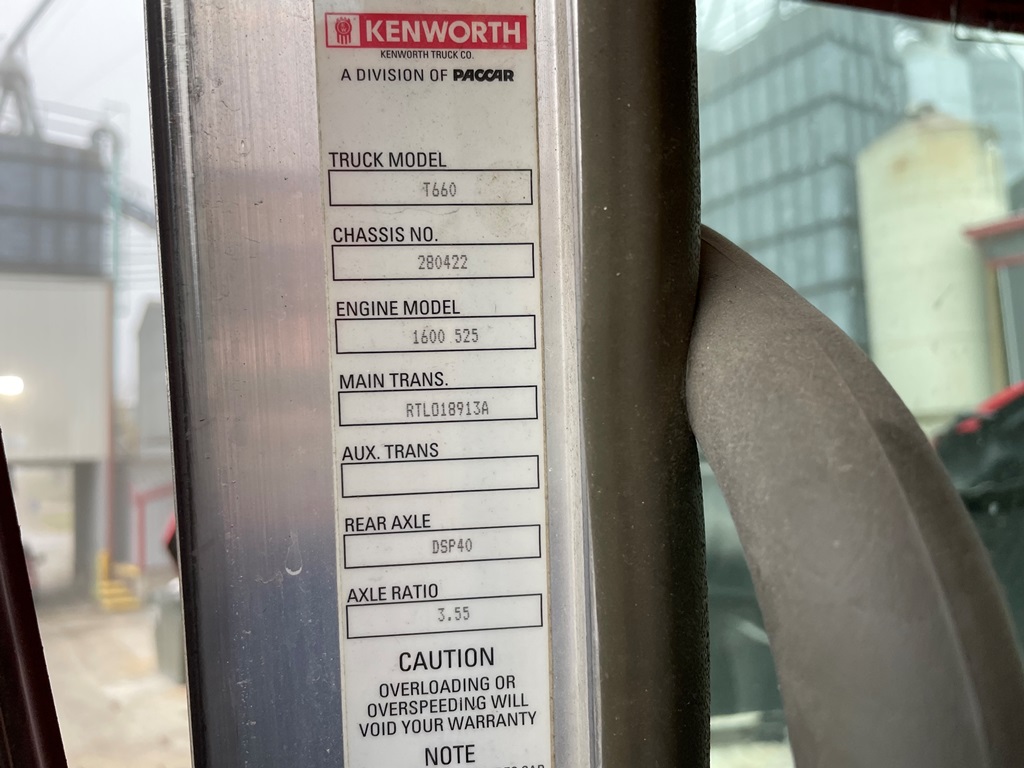 KENWORTH
KENWORTH TRUCK CO.
A DIVISION OF PACCAR
TRUCK MODEL
T660
CHASSIS NO.
280422
ENGINE MODEL
1600 525
MAIN TRANS.
RTLO18913A
AUX. TRANS
REAR AXLE
DSP40
AXLE RATIO
3.55
CAUTION
OVERLOADING OR
OVERSPEEDING WILL
VOID YOUR WARRANTY
NOTE